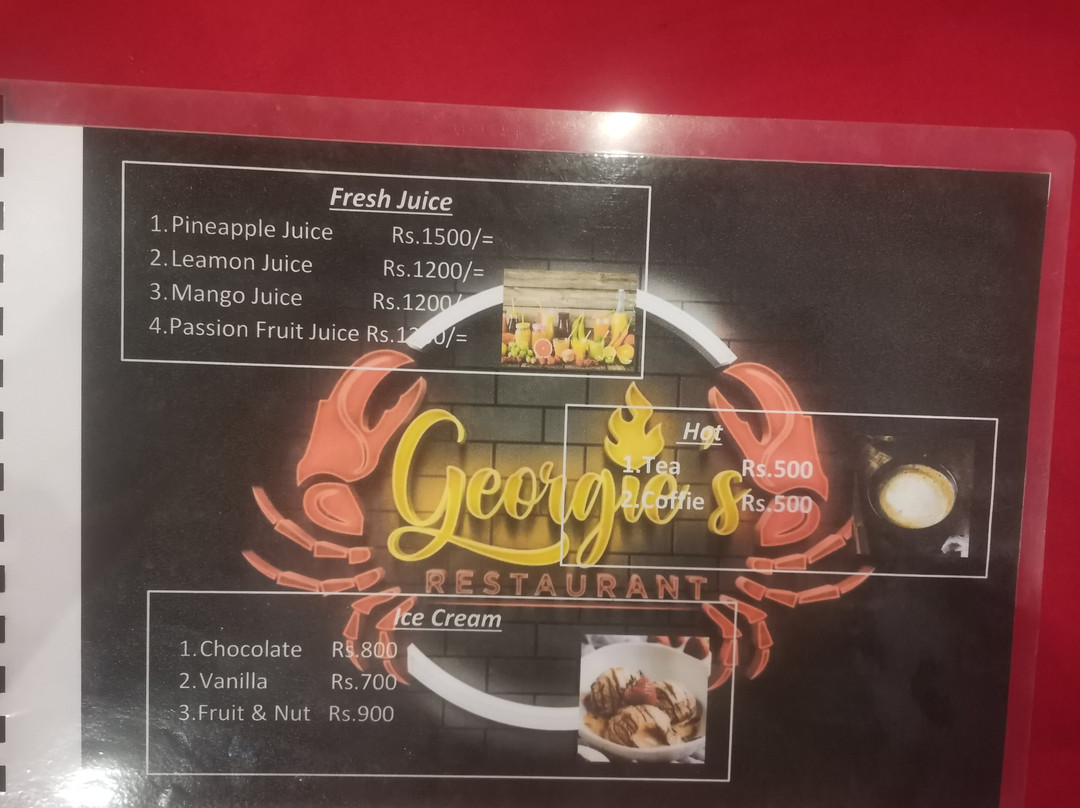 Fresh Juice
1. Pineapple Juice Rs.1500/=
2. Leamon Juice Rs.1200/=
3. Mango Juice Rs.1200/
4. Passion Fruit Juice /=
Georgie's
RESTAURANT
Hot
1. Tea Rs.500
2. Coffie Rs.500
Ice Cream
1. Chocolate Rs.800
2. Vanilla Rs.700
3. Fruit & Nut Rs.900